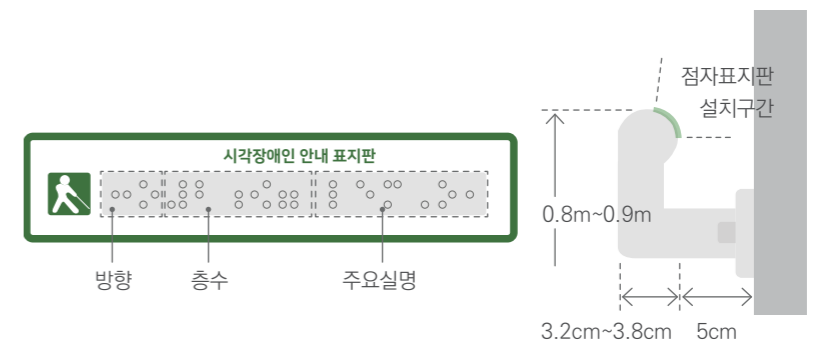 시각장애인 안내 표지판
방향
층수
주요실명
점자표지판
설치구간
0.8m~0.9m
3.2cm~3.8cm
5cm